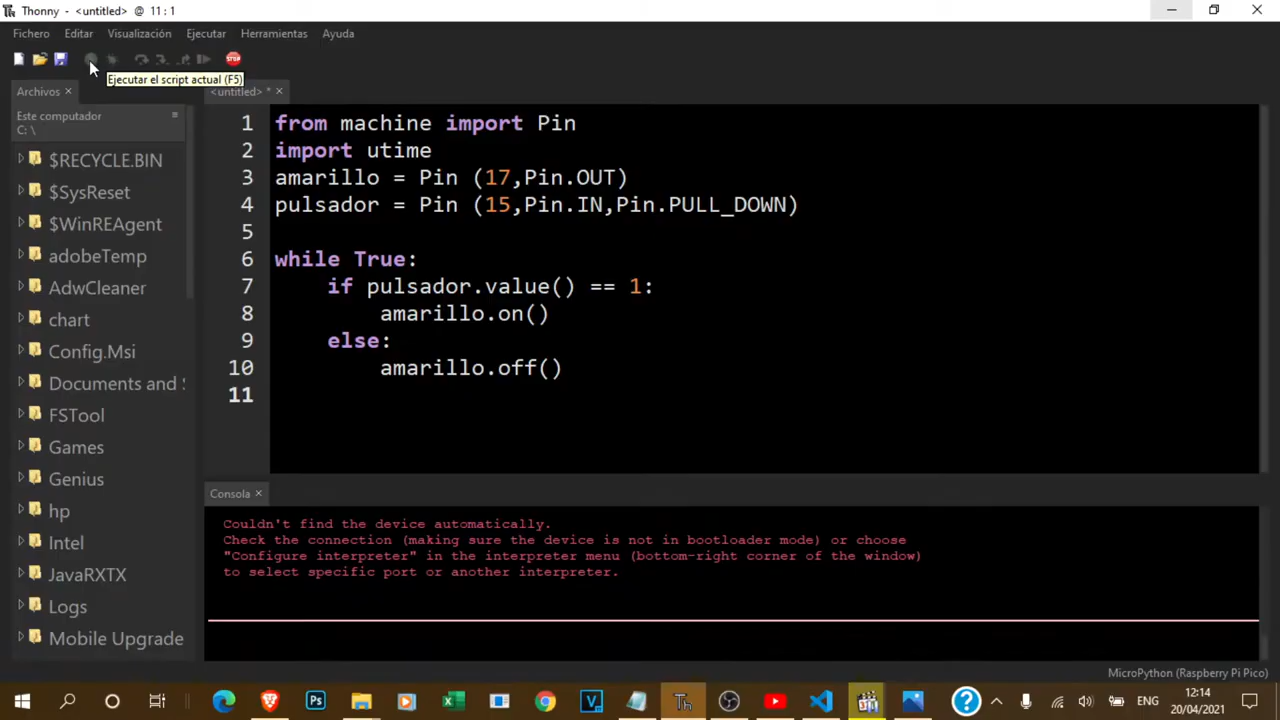 Thonny - <untitled> @ 11 : 1
Fichero Editar Visualización Ejecutar Herramientas Ayuda
STOP
Ejecutar el script actual (F5)
Archivos ×
<untitled> * ×
Este computador
C: \
$RECYCLE.BIN
$SysReset
$WinREAgent
adobeTemp
AdwCleaner
chart
Config.Msi
Documents and S
FSTool
Games
Genius
hp
Intel
JavaRXTX
Logs
Mobile Upgrade
1 from machine import Pin
2 import utime
3 amarillo = Pin (17,Pin.OUT)
4 pulsador = Pin (15,Pin.IN,Pin.PULL_DOWN)
5
6 while True:
7 if pulsador.value() == 1:
8 amarillo.on()
9 else:
10 amarillo.off()
11
Consola ×
Couldn't find the device automatically.
Check the connection (making sure the device is not in bootloader mode) or choose
"Configure interpreter" in the interpreter menu (bottom-right corner of the window)
to select specific port or another interpreter.
MicroPython (Raspberry Pi Pico)
Ps
Th
ENG
12:14
20/04/2021